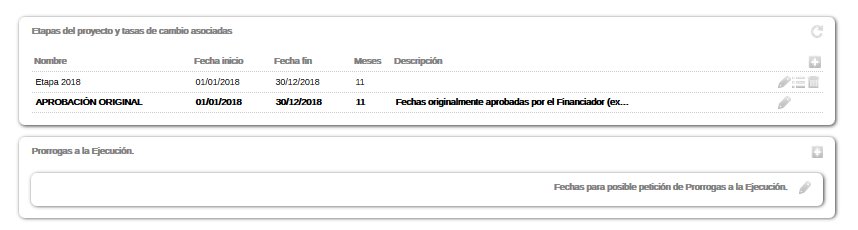 Etapas del proyecto y tasas de cambio asociadas
Nombre Fecha inicio Fecha fin Meses Descripción
Etapa 2018 01/01/2018 30/12/2018 11
APROBACIÓN ORIGINAL 01/01/2018 30/12/2018 11 Fechas originalmente aprobadas por el Financiador (ex...
Prorrogas a la Ejecución.
Fechas para posible petición de Prorrogas a la Ejecución.